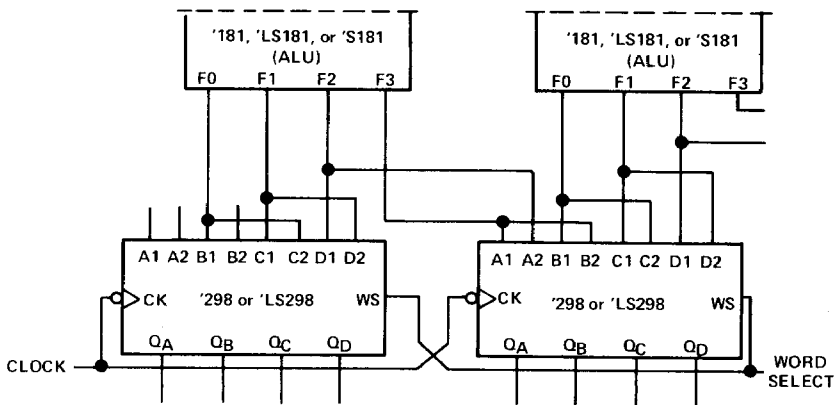 '181, 'LS181, or 'S181
(ALU)
F0 F1 F2 F3
'181, 'LS181, or 'S181
(ALU)
F0 F1 F2 F3
A1 A2 B1 B2 C1 C2 D1 D2
CK '298 or 'LS298 WS
QA QB QC QD
A1 A2 B1 B2 C1 C2 D1 D2
CK '298 or 'LS298 WS
QA QB QC QD
CLOCK
WORD
SELECT